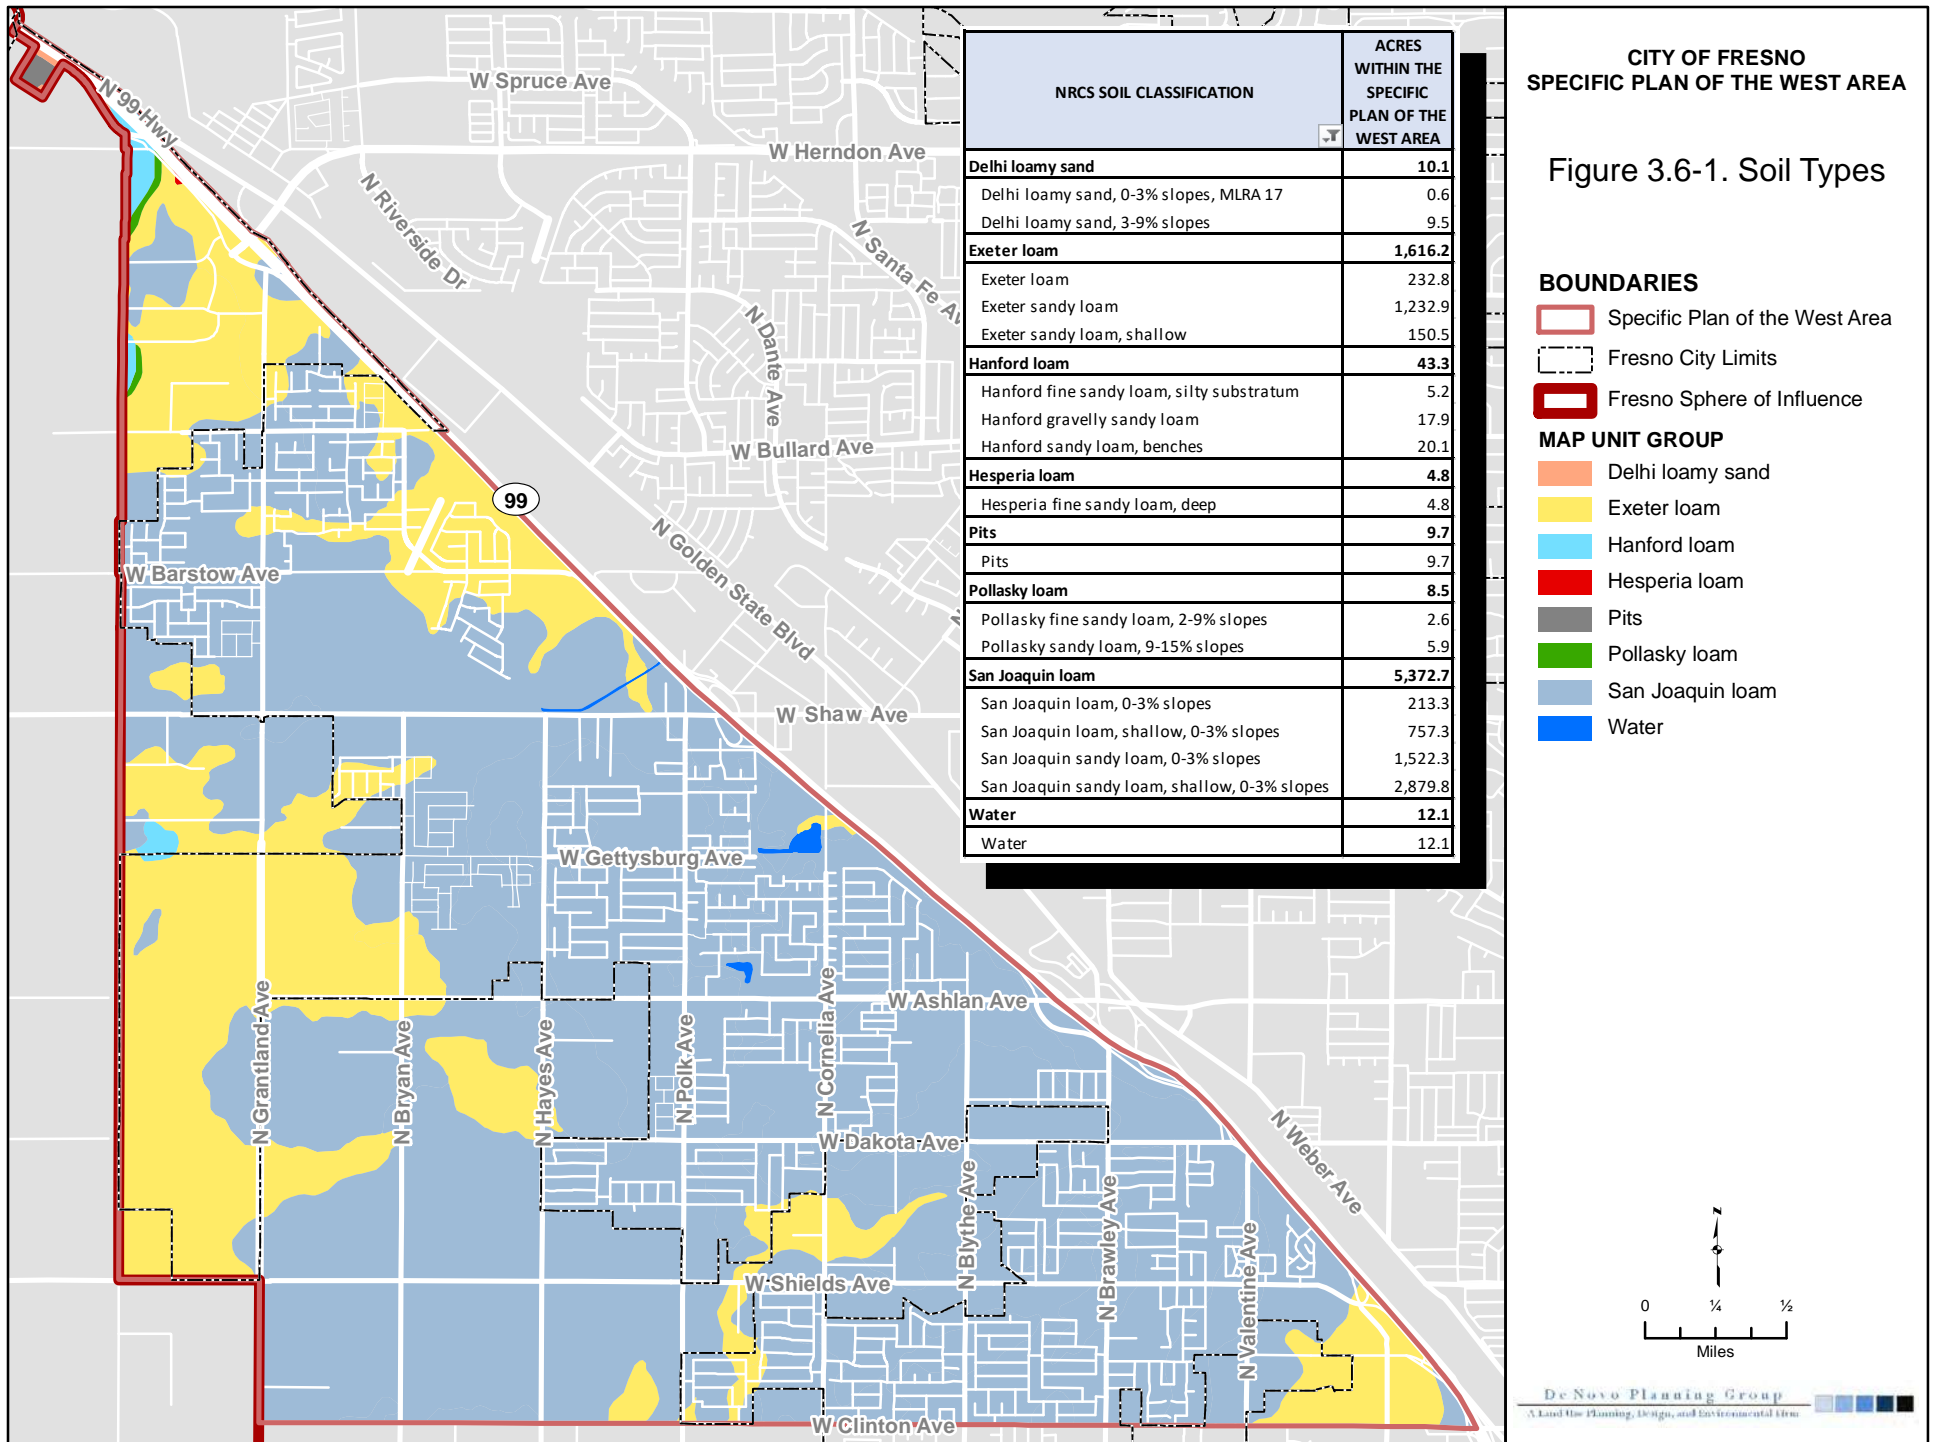 CITY OF FRESNO
SPECIFIC PLAN OF THE WEST AREA
Figure 3.6-1. Soil Types
BOUNDARIES
Specific Plan of the West Area
Fresno City Limits
Fresno Sphere of Influence
MAP UNIT GROUP
Delhi loamy sand
Exeter loam
Hanford loam
Hesperia loam
Pits
Pollasky loam
San Joaquin loam
Water
NRCS SOIL CLASSIFICATION
ACRES
WITHIN THE
SPECIFIC
PLAN OF THE
WEST AREA
Delhi loamy sand 10.1
Delhi loamy sand, 0-3% slopes, MLRA 17 0.6
Delhi loamy sand, 3-9% slopes 9.5
Exeter loam 1,616.2
Exeter loam 232.8
Exeter sandy loam 1,232.9
Exeter sandy loam, shallow 150.5
Hanford loam 43.3
Hanford fine sandy loam, silty substratum 5.2
Hanford gravelly sandy loam 17.9
Hanford sandy loam, benches 20.1
Hesperia loam 4.8
Hesperia fine sandy loam, deep 4.8
Pits 9.7
Pits 9.7
Pollasky loam 8.5
Pollasky fine sandy loam, 2-9% slopes 2.6
Pollasky sandy loam, 9-15% slopes 5.9
San Joaquin loam 5,372.7
San Joaquin loam, 0-3% slopes 213.3
San Joaquin loam, shallow, 0-3% slopes 757.3
San Joaquin sandy loam, 0-3% slopes 1,522.3
San Joaquin sandy loam, shallow, 0-3% slopes 2,879.8
Water 12.1
Water 12.1
N 99 Hwy
W Spruce Ave
W Herndon Ave
N Riverside Dr
N Santa Fe Av
N Dante Ave
W Bullard Ave
99
N Golden State Blvd
W Barstow Ave
W Shaw Ave
W Gettysburg Ave
W Ashlan Ave
N Grantland Ave
N Bryan Ave
N Hayes Ave
N Polk Ave
N Cornelia Ave
W Dakota Ave
N Blythe Ave
N Brawley Ave
N Valentine Ave
N Weber Ave
W Shields Ave
W Clinton Ave
N
0 ¼ ½
Miles
De Novo Planning Group
A Land Use Planning, Design, and Environmental Firm